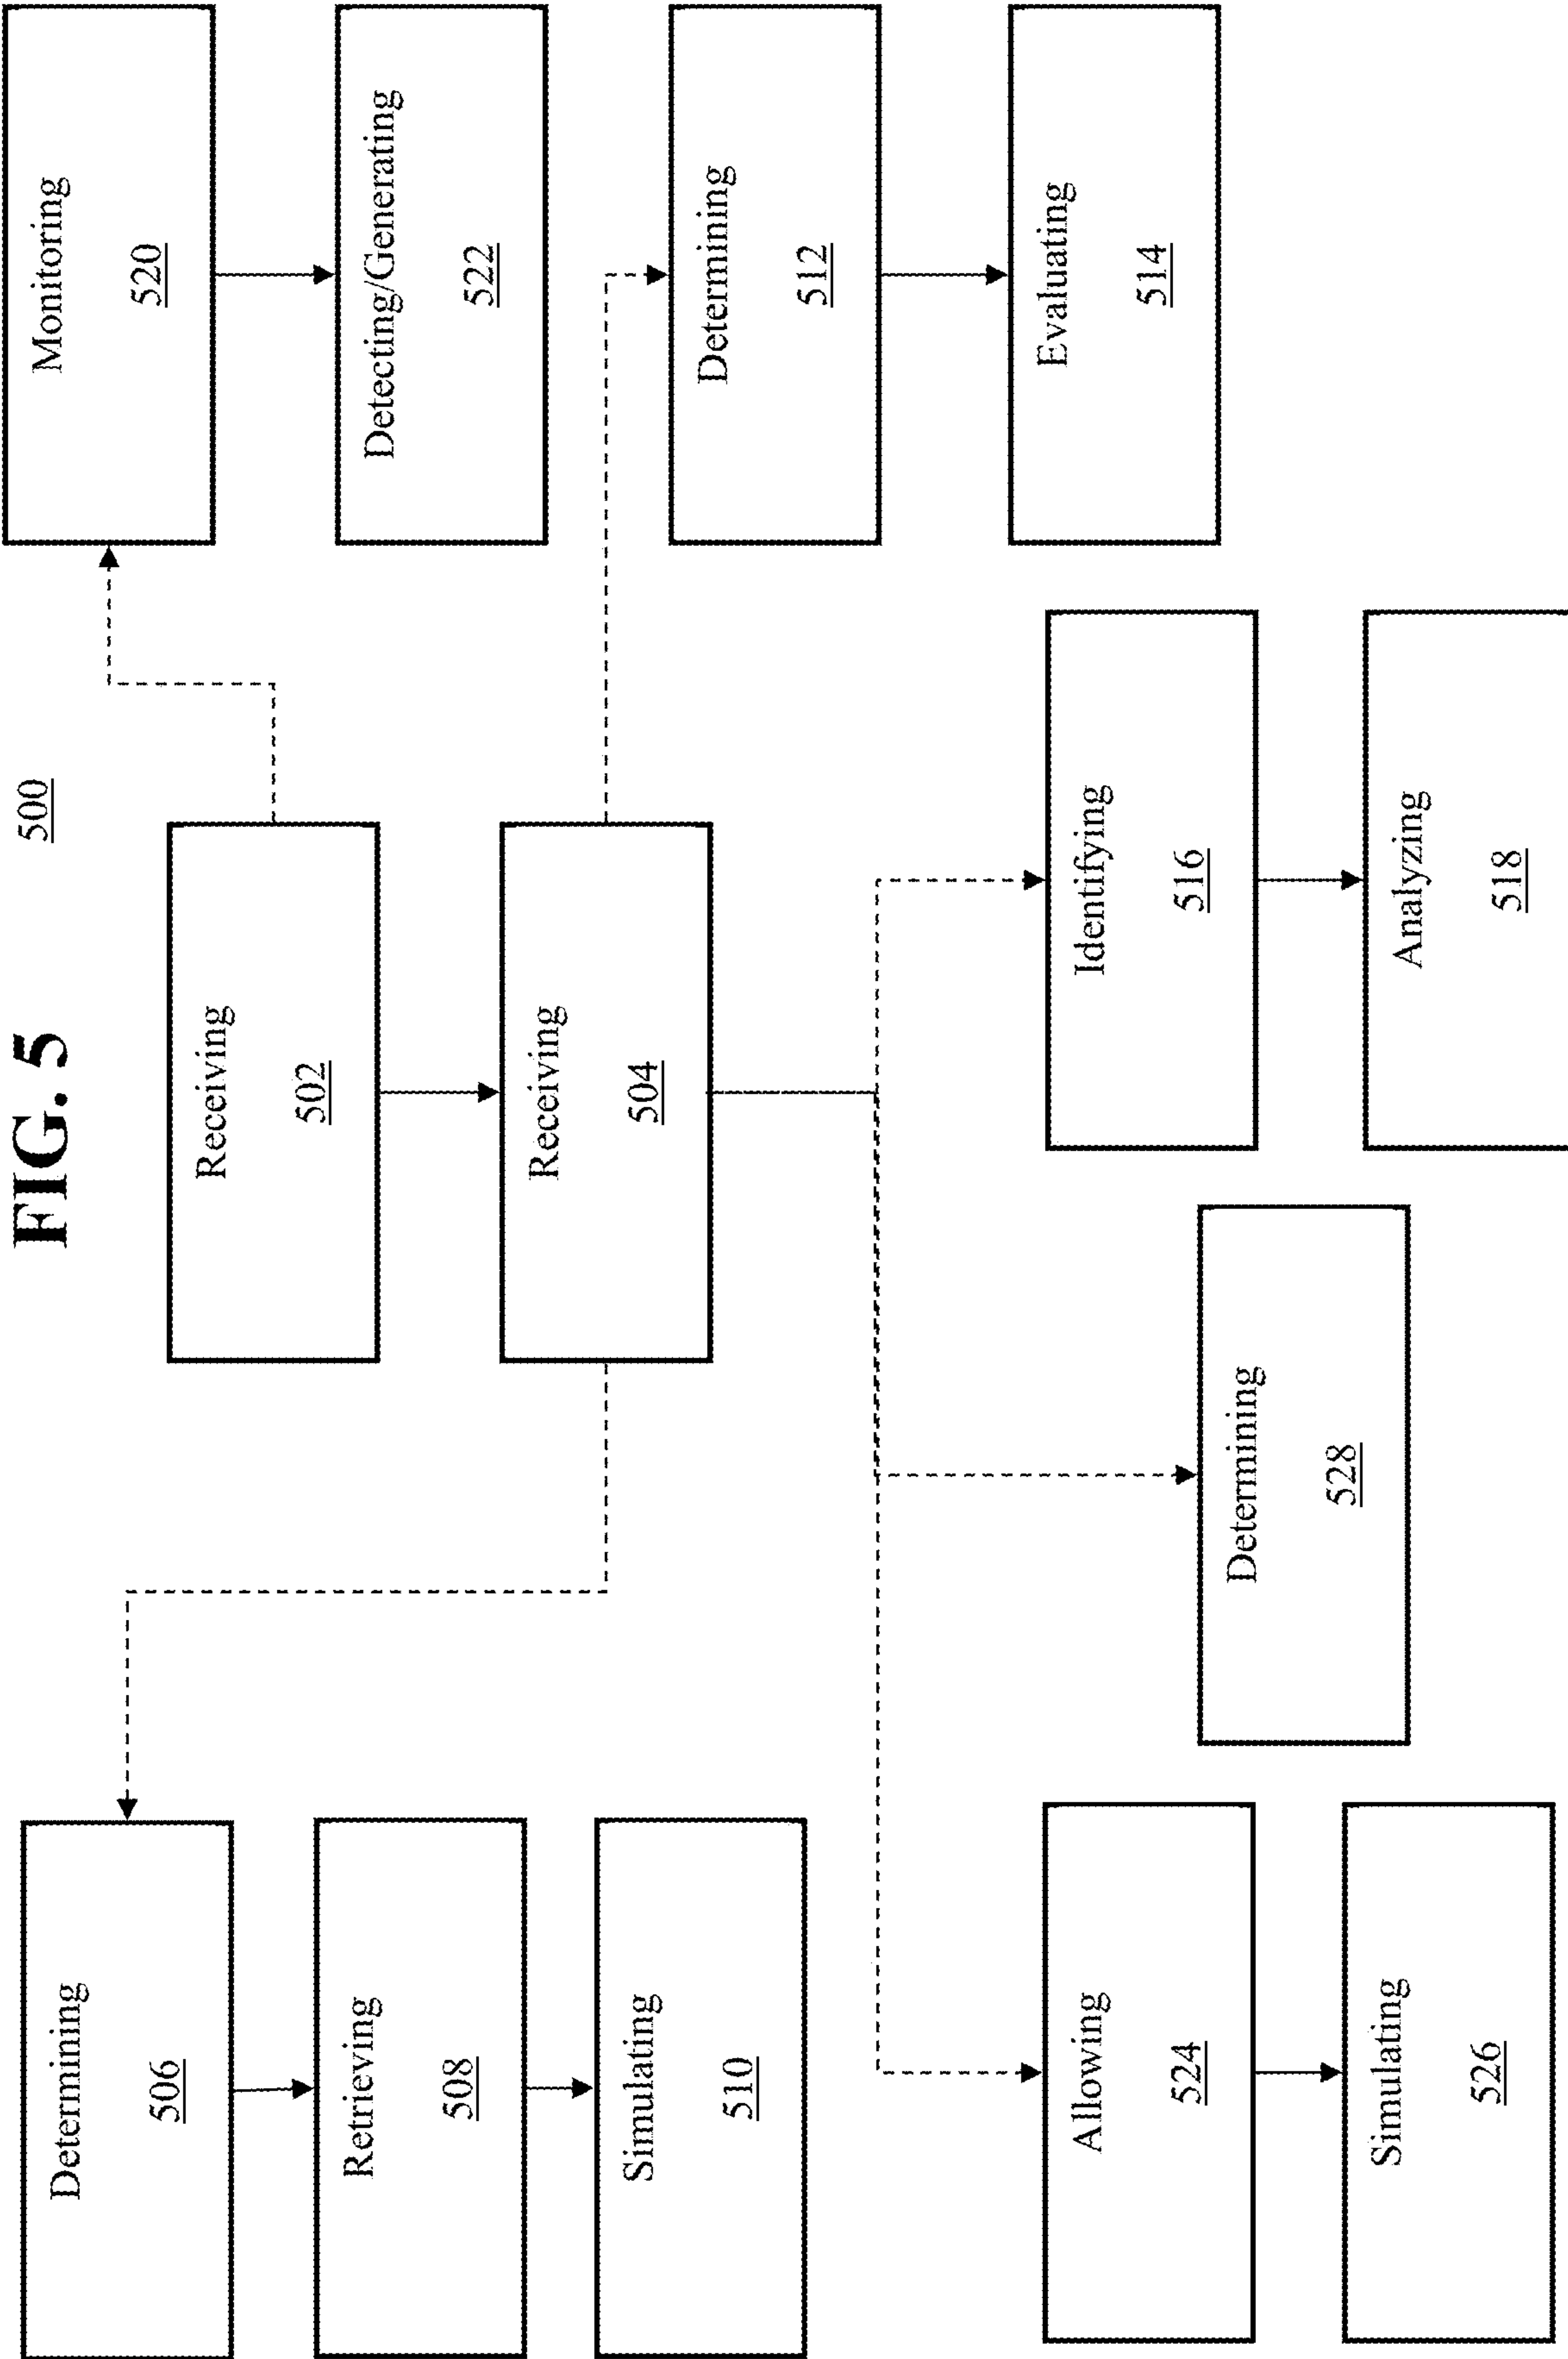 FIG. 5
500
Receiving
502
Receiving
504
Determining
506
Retrieving
508
Simulating
510
Monitoring
520
Detecting/Generating
522
Determining
512
Evaluating
514
Allowing
524
Simulating
526
Determining
528
Identifying
516
Analyzing
518